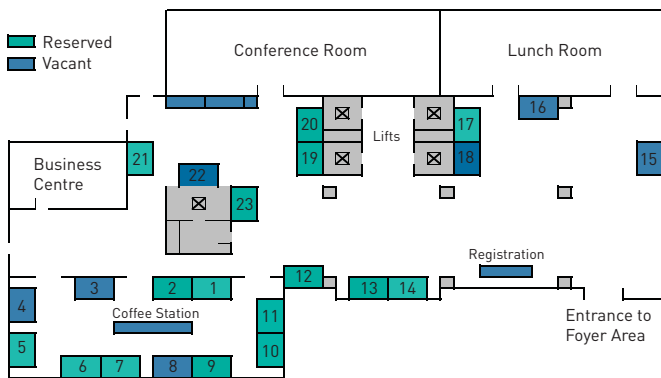 Reserved
Vacant
Conference Room
Lunch Room
20
Lifts
17
16
19
18
15
21
Business
Centre
22
23
Registration
12
3
2
1
13
14
4
Coffee Station
11
Entrance to
Foyer Area
5
10
6
7
8
9